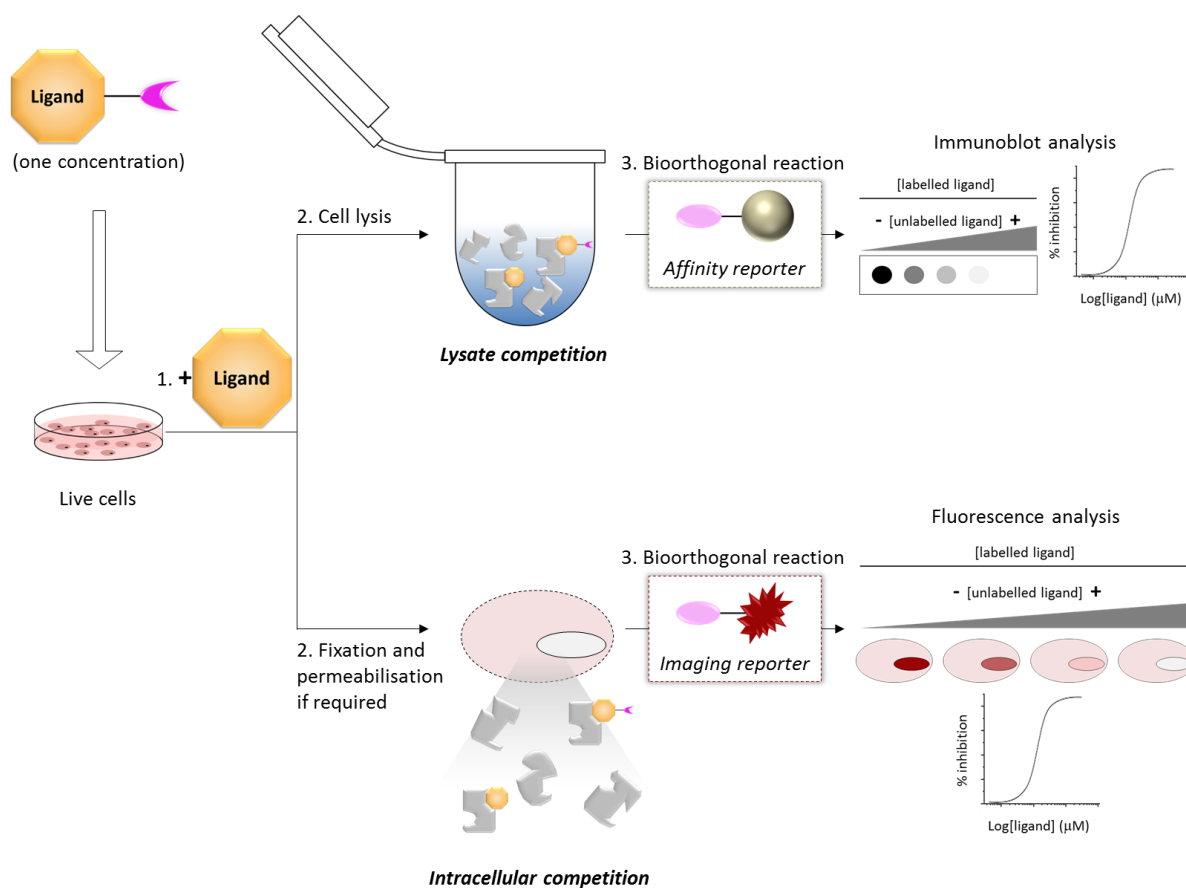 Ligand
(one concentration)
1. +
Ligand
Live cells
2. Cell lysis
Lysate competition
3. Bioorthogonal reaction
Affinity reporter
Immunoblot analysis
[labelled ligand]
- [unlabelled ligand] +
% inhibition
Log[ligand] (μM)
2. Fixation and
permeabilisation
if required
Intracellular competition
3. Bioorthogonal reaction
Imaging reporter
Fluorescence analysis
[labelled ligand]
- [unlabelled ligand] +
% inhibition
Log[ligand] (μM)